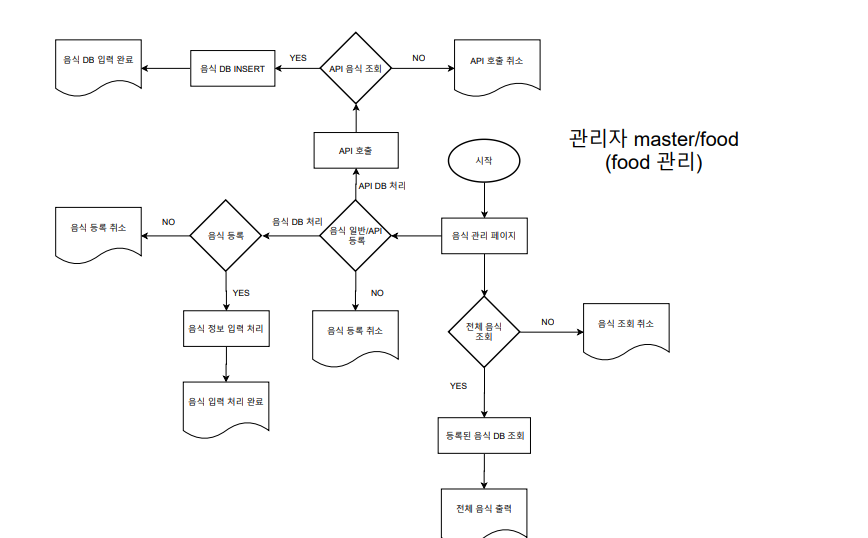 음식 DB 입력 완료
음식 DB INSERT
YES
API 음식 조회
NO
API 호출 취소
관리자 master/food
(food 관리)
API 호출
시작
API DB 처리
음식 등록 취소
NO
음식 등록
음식 DB 처리
음식 일반/API
등록
음식 관리 페이지
YES
NO
음식 정보 입력 처리
음식 등록 취소
전체 음식
조회
NO
음식 조회 취소
음식 입력 처리 완료
YES
등록된 음식 DB 조회
전체 음식 출력